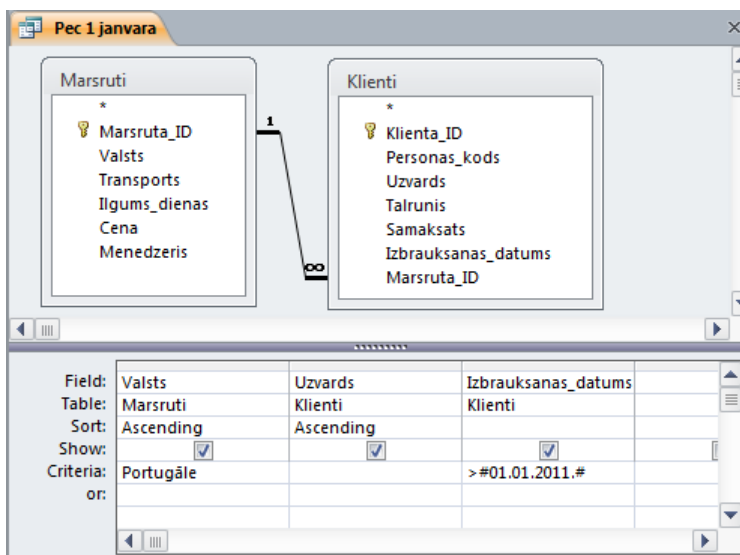 Pec 1 janvara
Marsruti
*
Marsruta_ID
Valsts
Transports
Ilgums_dienas
Cena
Menedzeris
1
∞
Klienti
*
Klienta_ID
Personas_kods
Uzvards
Talrunis
Samaksats
Izbrauksanas_datums
Marsruta_ID
Field: Valsts Uzvards Izbrauksanas_datums
Table: Marsruti Klienti Klienti
Sort: Ascending Ascending
Show:
Criteria: Portugāle >#01.01.2011.#
or: